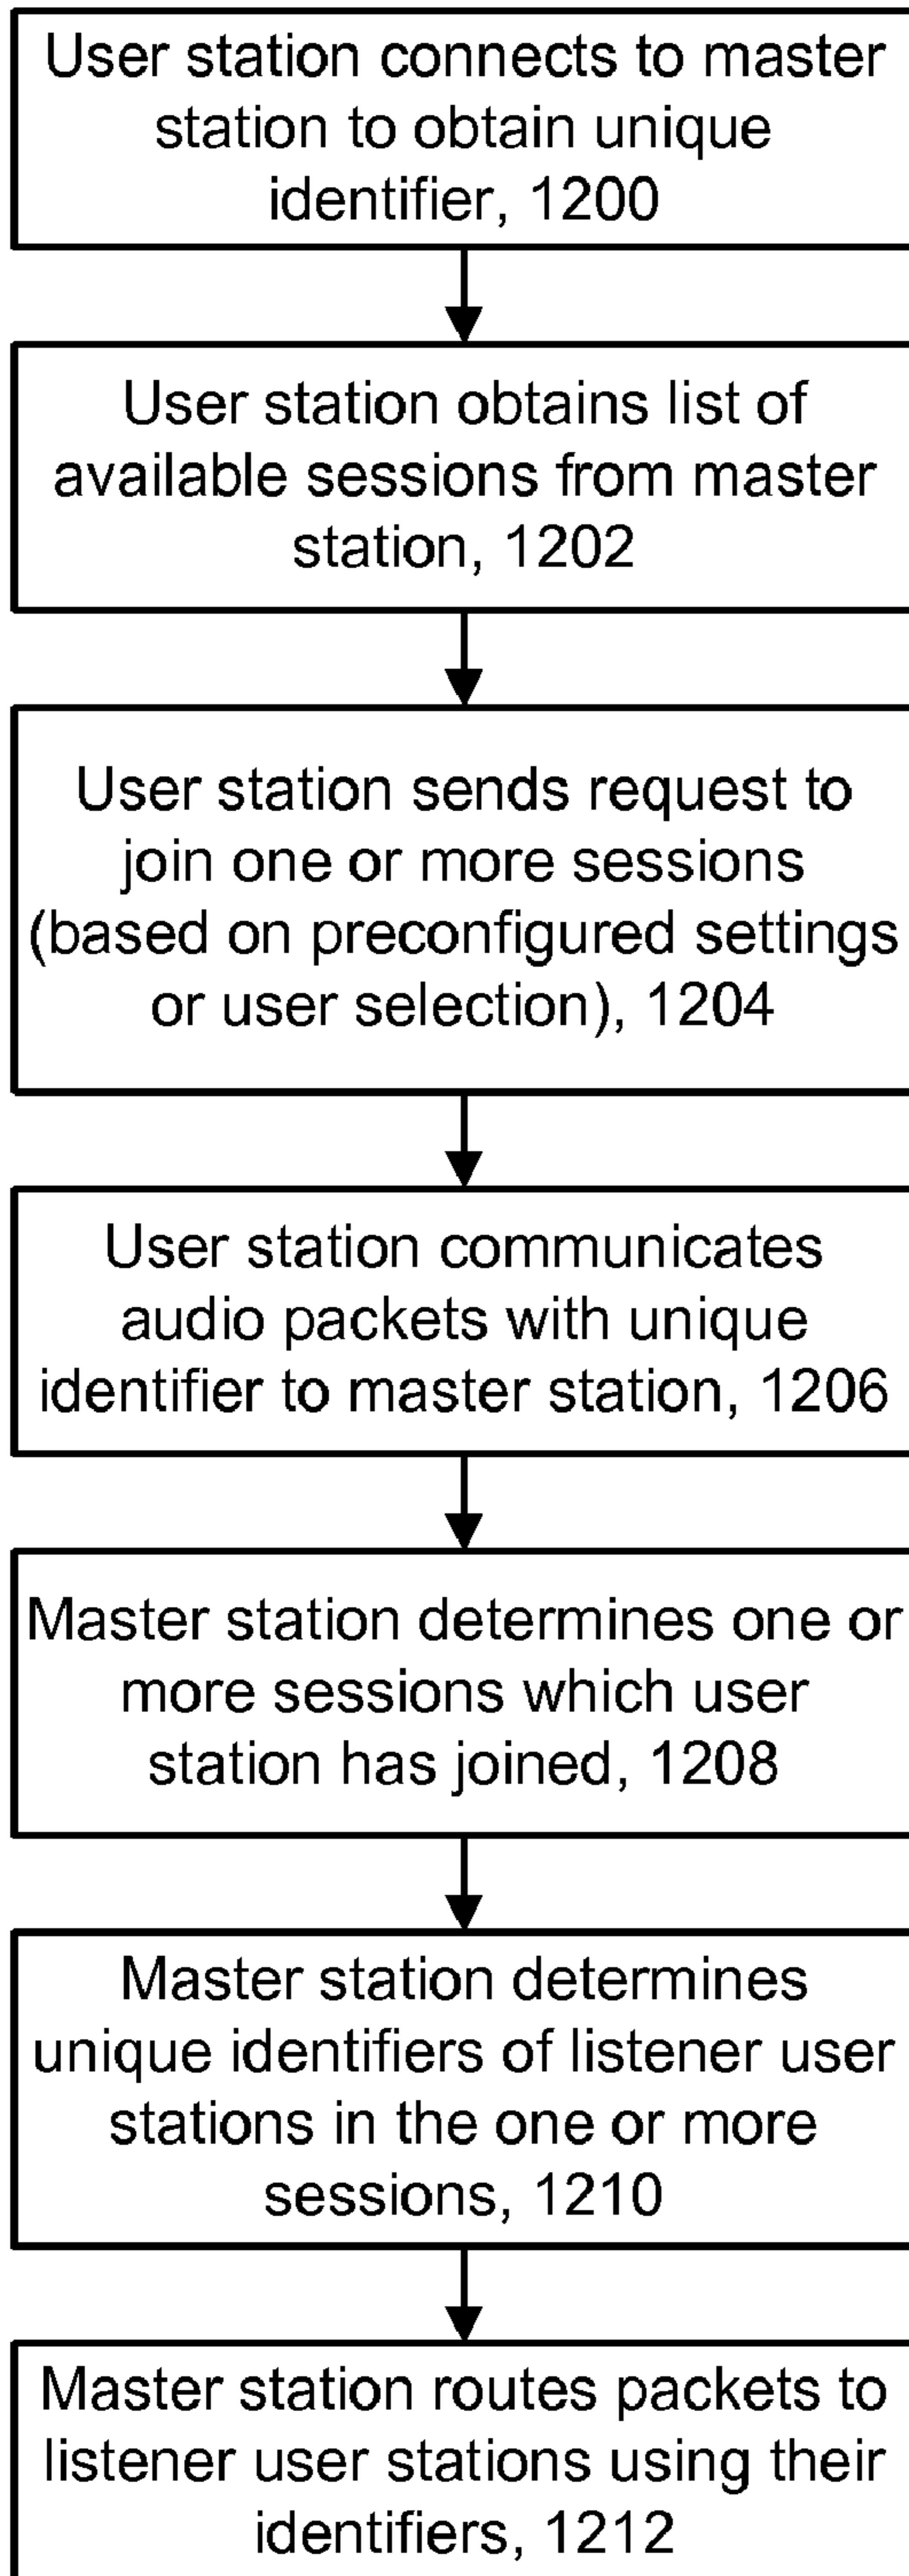 User station connects to master
station to obtain unique
identifier, 1200
User station obtains list of
available sessions from master
station, 1202
User station sends request to
join one or more sessions
(based on preconfigured settings
or user selection), 1204
User station communicates
audio packets with unique
identifier to master station, 1206
Master station determines one or
more sessions which user
station has joined, 1208
Master station determines
unique identifiers of listener user
stations in the one or more
sessions, 1210
Master station routes packets to
listener user stations using their
identifiers, 1212